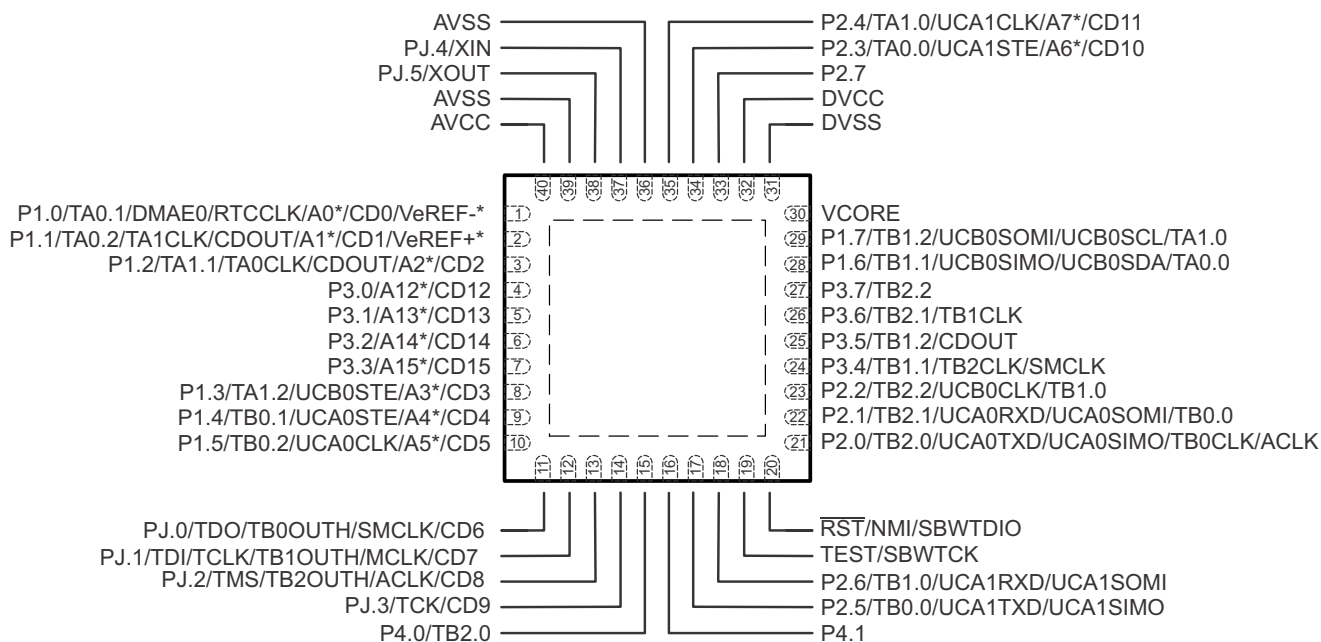 AVSS
PJ.4/XIN
PJ.5/XOUT
AVSS
AVCC
P2.4/TA1.0/UCA1CLK/A7*/CD11
P2.3/TA0.0/UCA1STE/A6*/CD10
P2.7
DVCC
DVSS
40 39 38 37 36 35 34 33 32 31
P1.0/TA0.1/DMAE0/RTCCLK/A0*/CD0/VeREF-* 1
P1.1/TA0.2/TA1CLK/CDOUT/A1*/CD1/VeREF+* 2
P1.2/TA1.1/TA0CLK/CDOUT/A2*/CD2 3
P3.0/A12*/CD12 4
P3.1/A13*/CD13 5
P3.2/A14*/CD14 6
P3.3/A15*/CD15 7
P1.3/TA1.2/UCB0STE/A3*/CD3 8
P1.4/TB0.1/UCA0STE/A4*/CD4 9
P1.5/TB0.2/UCA0CLK/A5*/CD5 10
30 VCORE
29 P1.7/TB1.2/UCB0SOMI/UCB0SCL/TA1.0
28 P1.6/TB1.1/UCB0SIMO/UCB0SDA/TA0.0
27 P3.7/TB2.2
26 P3.6/TB2.1/TB1CLK
25 P3.5/TB1.2/CDOUT
24 P3.4/TB1.1/TB2CLK/SMCLK
23 P2.2/TB2.2/UCB0CLK/TB1.0
22 P2.1/TB2.1/UCA0RXD/UCA0SOMI/TB0.0
21 P2.0/TB2.0/UCA0TXD/UCA0SIMO/TB0CLK/ACLK
11 12 13 14 15 16 17 18 19 20
PJ.0/TDO/TB0OUTH/SMCLK/CD6
PJ.1/TDI/TCLK/TB1OUTH/MCLK/CD7
PJ.2/TMS/TB2OUTH/ACLK/CD8
PJ.3/TCK/CD9
P4.0/TB2.0
RST/NMI/SBWTDIO
TEST/SBWTCK
P2.6/TB1.0/UCA1RXD/UCA1SOMI
P2.5/TB0.0/UCA1TXD/UCA1SIMO
P4.1